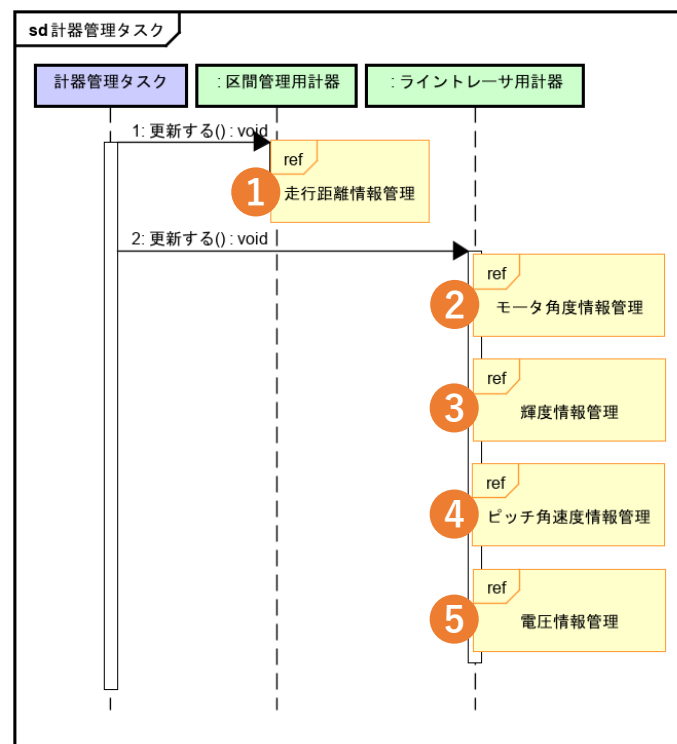 sd 計器管理タスク
計器管理タスク
: 区間管理用計器
: ライントレーサ用計器
1: 更新する() : void
ref
1
走行距離情報管理
2: 更新する() : void
ref
2
モータ角度情報管理
ref
3
輝度情報管理
ref
4
ピッチ角速度情報管理
ref
5
電圧情報管理